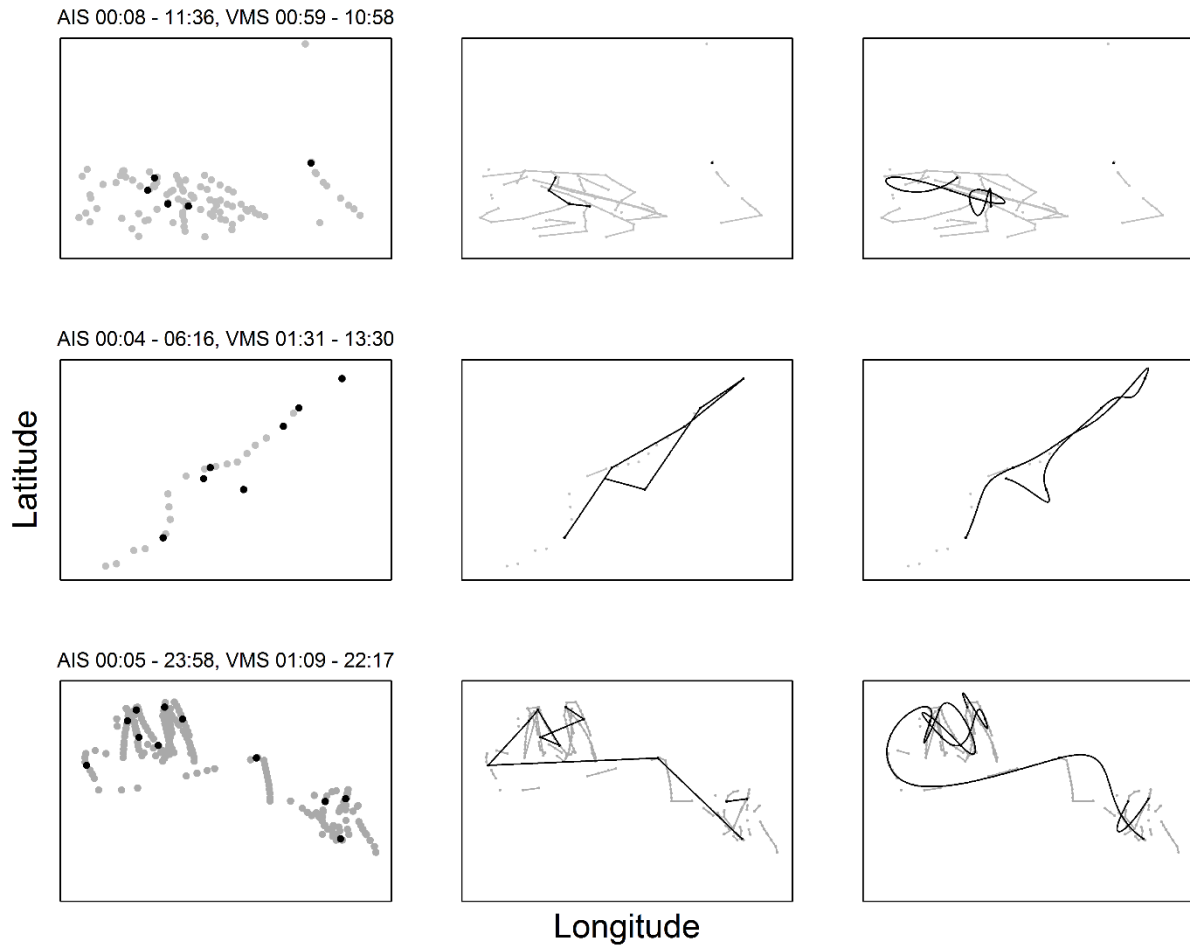 AIS 00:08 - 11:36, VMS 00:59 - 10:58
AIS 00:04 - 06:16, VMS 01:31 - 13:30
Latitude
AIS 00:05 - 23:58, VMS 01:09 - 22:17
Longitude